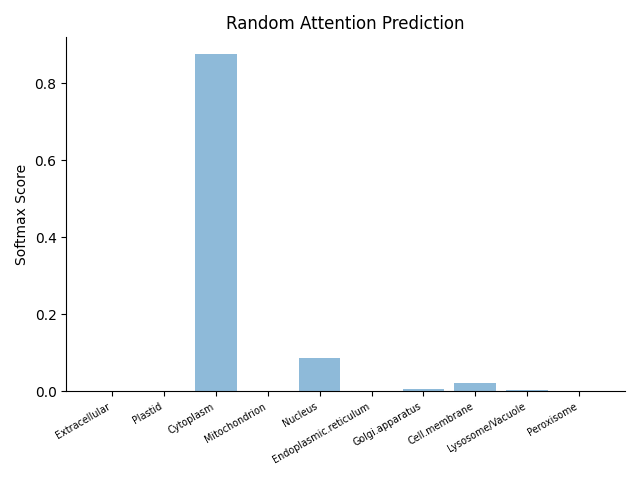 Random Attention Prediction
Softmax Score
0.8
0.6
0.4
0.2
0.0
Extracellular
Plastid
Cytoplasm
Mitochondrion
Nucleus
Endoplasmic.reticulum
Golgi.apparatus
Cell.membrane
Lysosome/Vacuole
Peroxisome